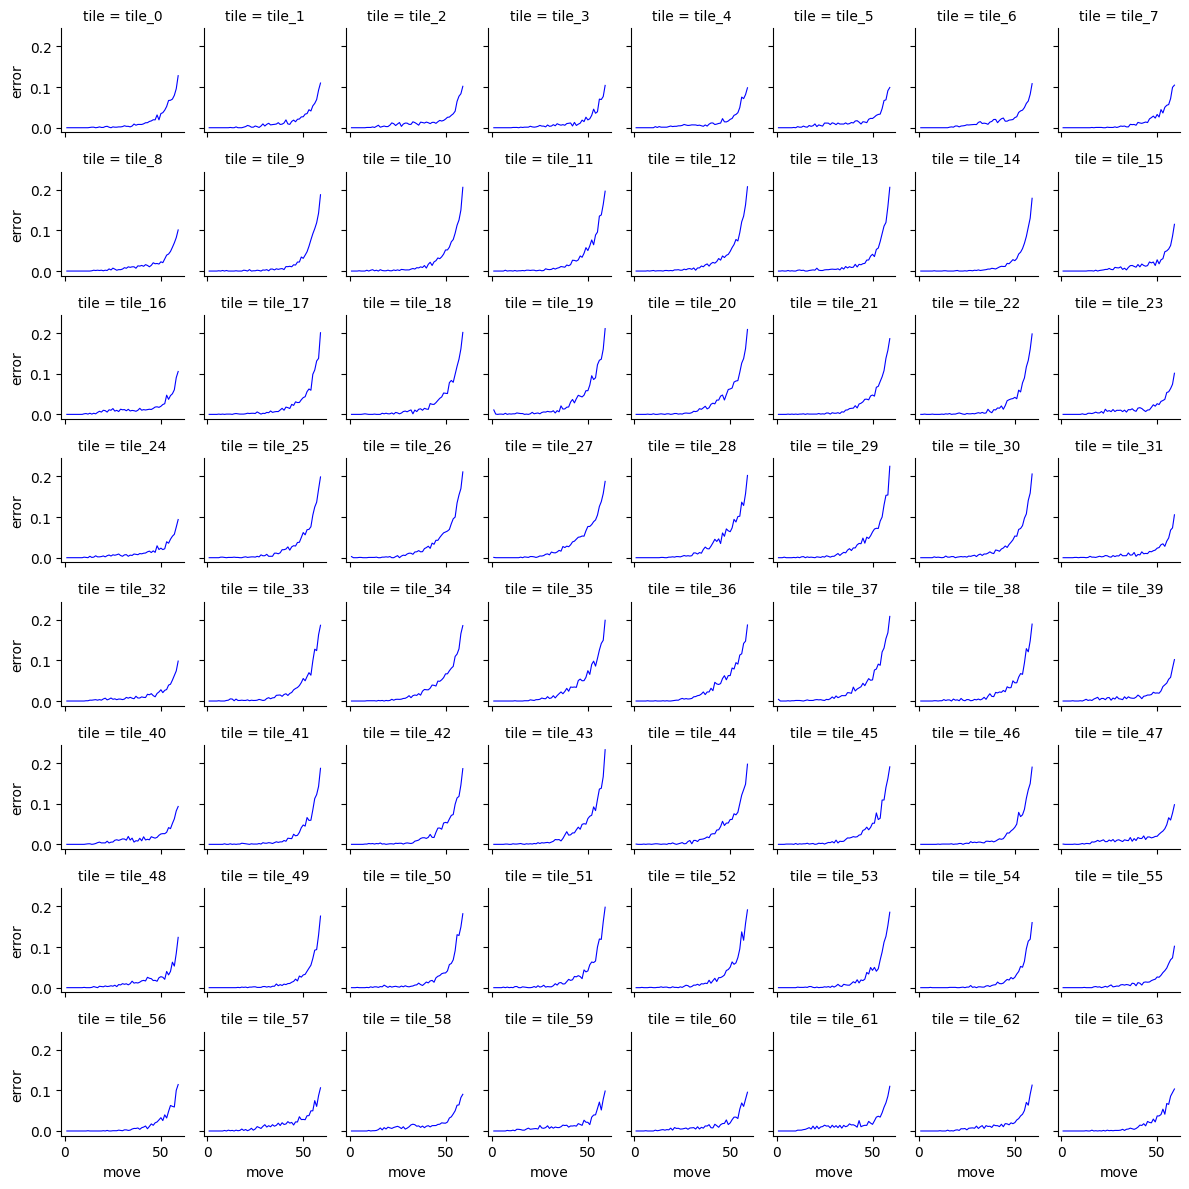 tile = tile_0 tile = tile_1 tile = tile_2 tile = tile_3 tile = tile_4 tile = tile_5 tile = tile_6 tile = tile_7
0.2
error
0.1
0.0
tile = tile_8 tile = tile_9 tile = tile_10 tile = tile_11 tile = tile_12 tile = tile_13 tile = tile_14 tile = tile_15
0.2
error
0.1
0.0
tile = tile_16 tile = tile_17 tile = tile_18 tile = tile_19 tile = tile_20 tile = tile_21 tile = tile_22 tile = tile_23
0.2
error
0.1
0.0
tile = tile_24 tile = tile_25 tile = tile_26 tile = tile_27 tile = tile_28 tile = tile_29 tile = tile_30 tile = tile_31
0.2
error
0.1
0.0
tile = tile_32 tile = tile_33 tile = tile_34 tile = tile_35 tile = tile_36 tile = tile_37 tile = tile_38 tile = tile_39
0.2
error
0.1
0.0
tile = tile_40 tile = tile_41 tile = tile_42 tile = tile_43 tile = tile_44 tile = tile_45 tile = tile_46 tile = tile_47
0.2
error
0.1
0.0
tile = tile_48 tile = tile_49 tile = tile_50 tile = tile_51 tile = tile_52 tile = tile_53 tile = tile_54 tile = tile_55
0.2
error
0.1
0.0
tile = tile_56 tile = tile_57 tile = tile_58 tile = tile_59 tile = tile_60 tile = tile_61 tile = tile_62 tile = tile_63
0.2
error
0.1
0.0
0 50 0 50 0 50 0 50 0 50 0 50 0 50 0 50
move move move move move move move move